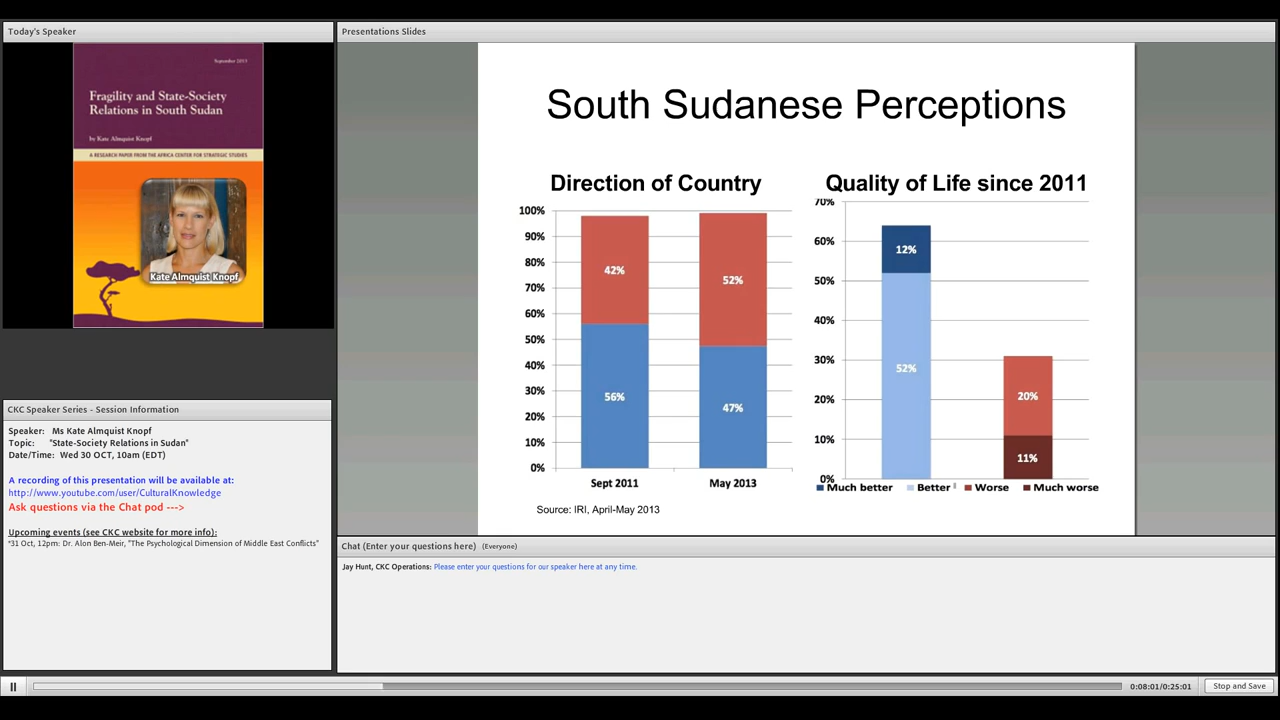 Today's Speaker
September 2013
Fragility and State-Society
Relations in South Sudan
by Kate Almquist Knopf
A RESEARCH PAPER FROM THE AFRICA CENTER FOR STRATEGIC STUDIES
Kate Almquist Knopf
CKC Speaker Series - Session Information
Speaker: Ms Kate Almquist Knopf
Topic: "State-Society Relations in Sudan"
Date/Time: Wed 30 OCT, 10am (EDT)
A recording of this presentation will be available at:
http://www.youtube.com/user/CulturalKnowledge
Ask questions via the Chat pod --->
Upcoming events (see CKC website for more info):
*31 Oct, 12pm: Dr. Alon Ben-Meir, "The Psychological Dimension of Middle East Conflicts"
Presentations Slides
South Sudanese Perceptions
Direction of Country
100%
90%
80%
70%
60%
50%
40%
30%
20%
10%
0%
42%
56%
52%
47%
Sept 2011
May 2013
Quality of Life since 2011
70%
60%
50%
40%
30%
20%
10%
0%
12%
52%
20%
11%
Much better Better Worse Much worse
Source: IRI, April-May 2013
Chat (Enter your questions here) (Everyone)
Jay Hunt, CKC Operations: Please enter your questions for our speaker here at any time.
0:08:01/0:25:01
Stop and Save